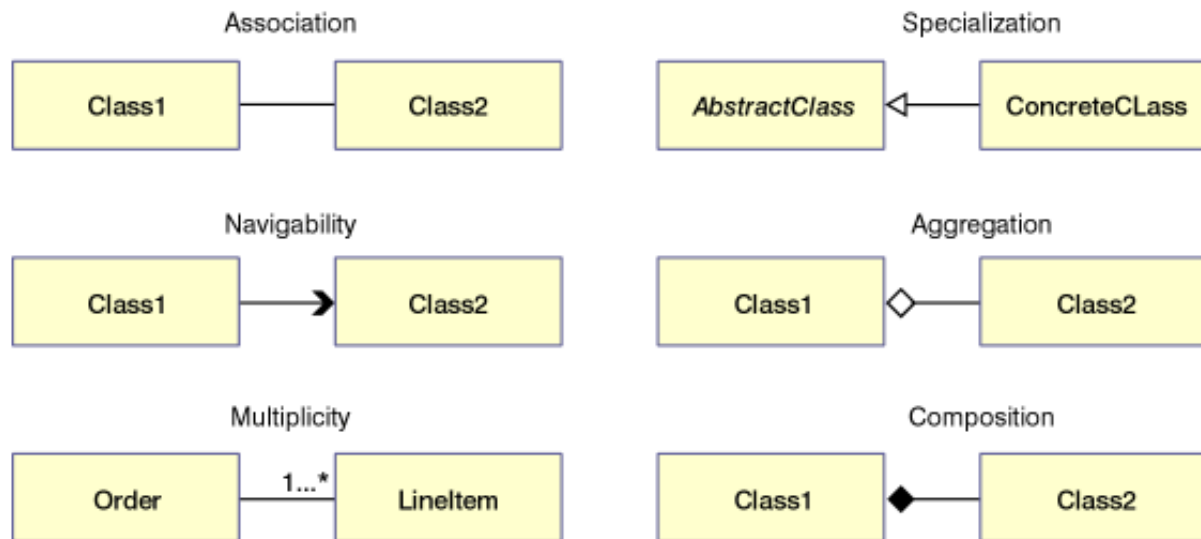 Association
Class1
Class2
Specialization
AbstractClass
ConcreteCLass
Navigability
Class1
Class2
Aggregation
Class1
Class2
Multiplicity
Order
1...*
LineItem
Composition
Class1
Class2